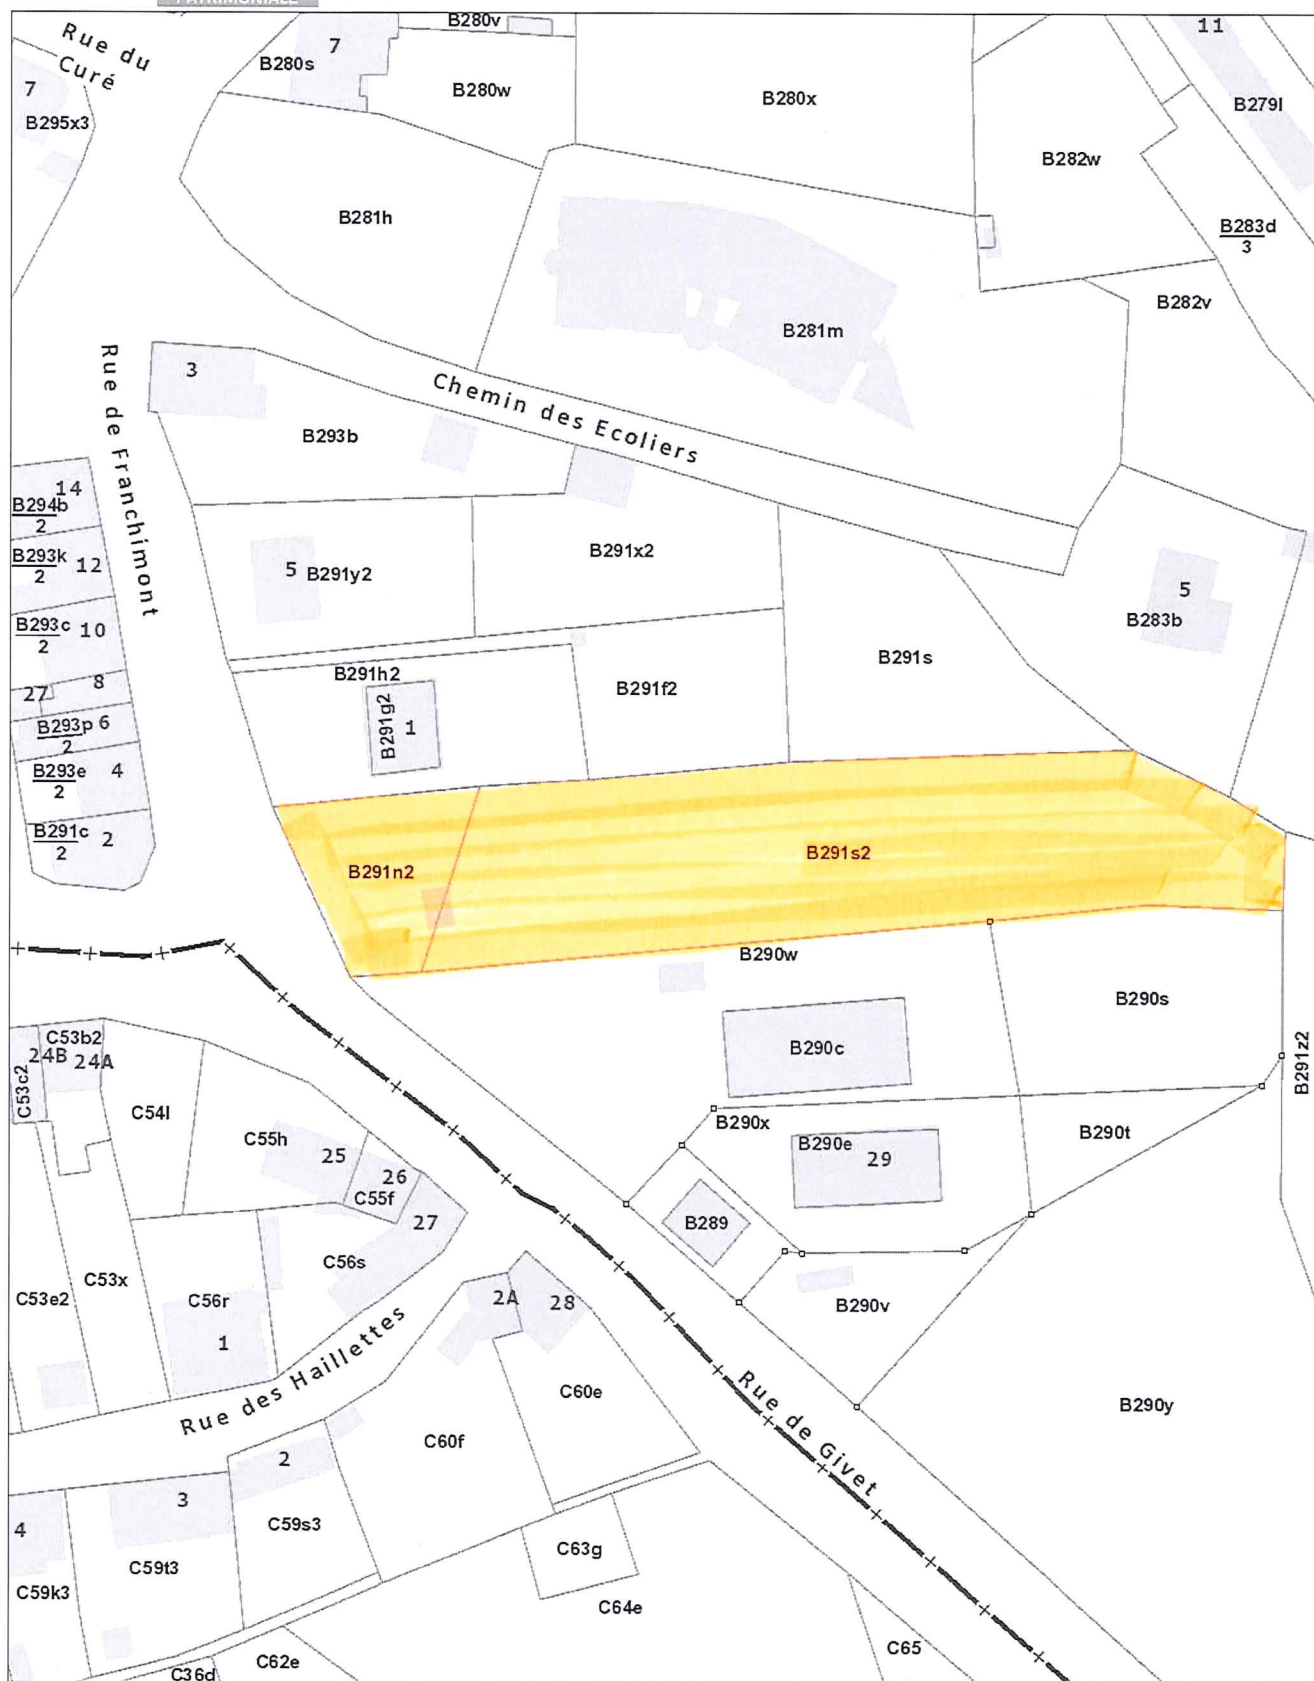 PATRIMONIALE
B280v
11
Rue du
Curé
7
B280s
B280w
B280x
7
B279l
B295x3
B282w
B281h
B283d
3
B282v
B281m
3
Rue de Franchimont
Chemin des Ecoliers
B293b
14
B294b
2
B293k
2
12
5
B291y2
B291x2
5
B283b
B293c
2
10
B291s
8
27
B291h2
B291f2
B293p
2
6
B291g2
1
B293e
2
4
B291c
2
2
B291n2
B291s2
B290w
B290s
C53b2
24B
24A
C53c2
B290c
B291z2
C54l
B290x
B290t
C55h
25
B290e
29
26
C55f
27
B289
C56s
C53x
C53e2
C56r
2A
28
B290v
1
Rue des Haillettes
C60e
Rue de Givet
B290y
C60f
2
3
4
C59s3
C63g
C59t3
C59k3
C64e
C65
C62e
C36d